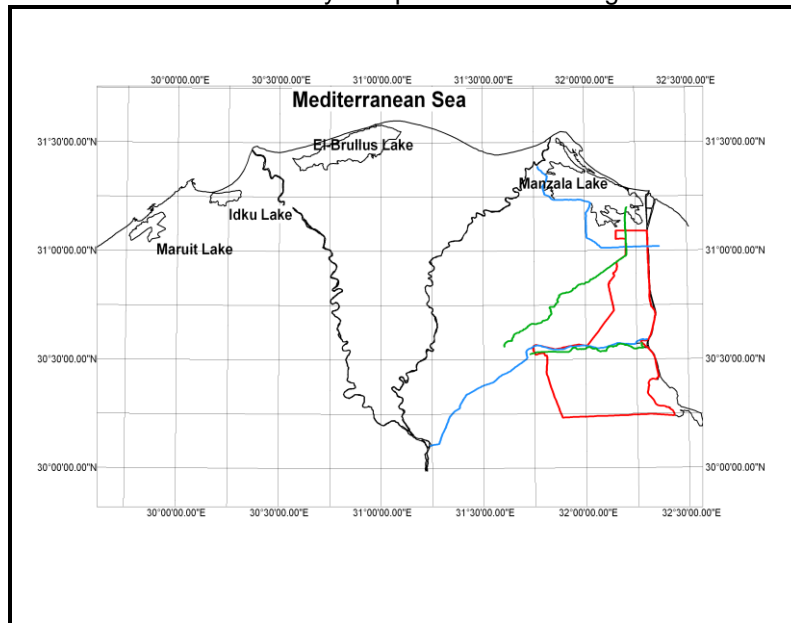 30°00'00.00"E 30°30'00.00"E 31°00'00.00"E 31°30'00.00"E 32°00'00.00"E 32°30'00.00"E
Mediterranean Sea
31°30'00.00"N 31°30'00.00"N
El-Brullus Lake
Manzala Lake
Idku Lake
Maruit Lake
31°00'00.00"N 31°00'00.00"N
30°30'00.00"N 30°30'00.00"N
30°00'00.00"N 30°00'00.00"N
30°00'00.00"E 30°30'00.00"E 31°00'00.00"E 31°30'00.00"E 32°00'00.00"E 32°30'00.00"E